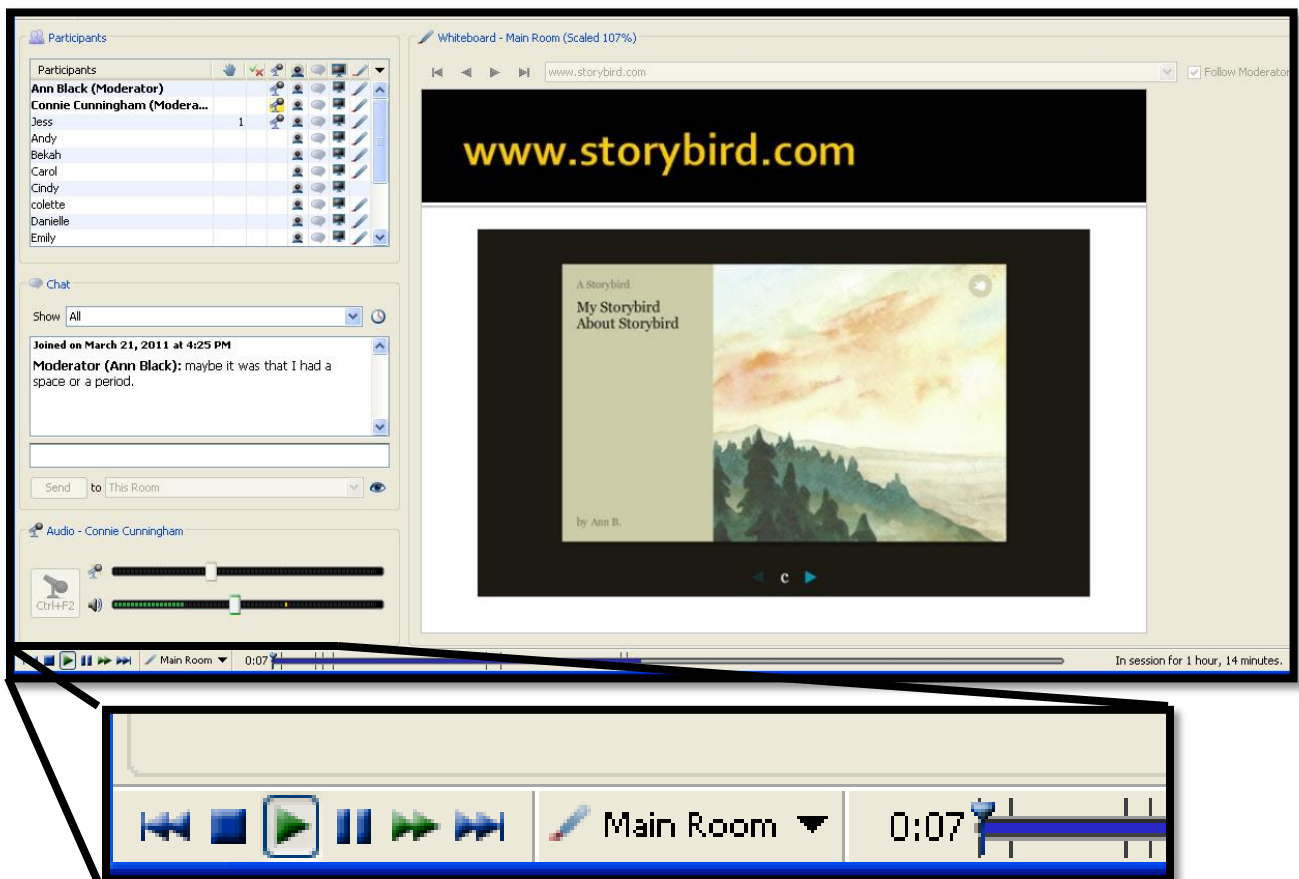 Participants
Participants
Ann Black (Moderator)
Connie Cunningham (Modera...
Jess 1
Andy
Bekah
Carol
Cindy
colette
Danielle
Emily
Chat
Show All
Joined on March 21, 2011 at 4:25 PM
Moderator (Ann Black): maybe it was that I had a
space or a period.
Send to This Room
Audio - Connie Cunningham
Ctrl+F2
Whiteboard - Main Room (Scaled 107%)
www.storybird.com
Follow Moderator
www.storybird.com
A Storybird
My Storybird
About Storybird
by Ann B.
c
Main Room 0:07
In session for 1 hour, 14 minutes.
Main Room 0:07